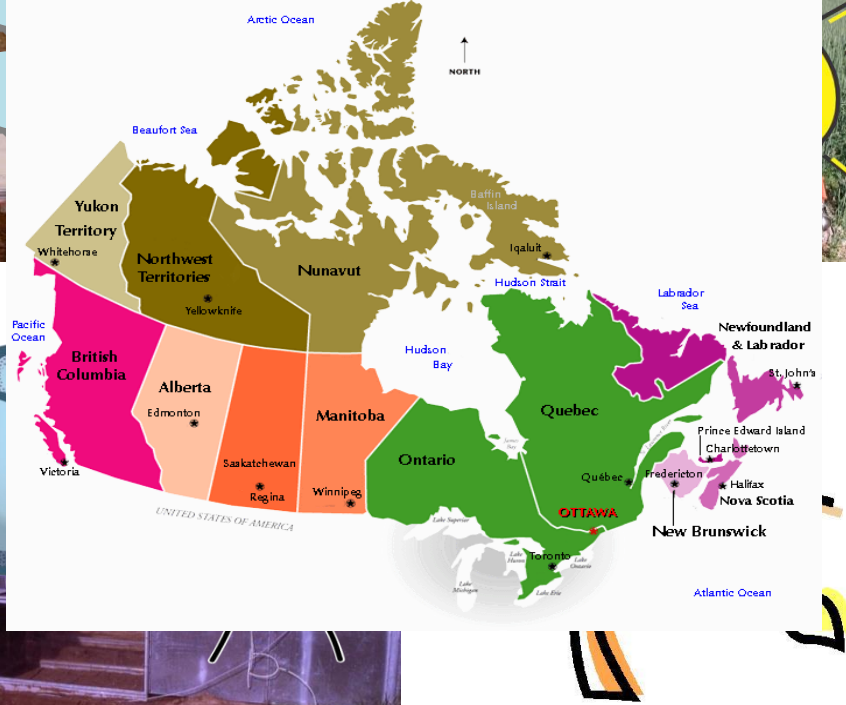 Arctic Ocean
NORTH
Beaufort Sea
Baffin
Island
Yukon
Territory
Whitehorse
Northwest
Territories
Yellowknife
Nunavut
Iqaluit
Hudson Strait
Labrador
Sea
Newfoundland
& Labrador
St. John's
Pacific
Ocean
British
Columbia
Victoria
Alberta
Edmonton
Saskatchewan
Regina
Manitoba
Winnipeg
Hudson
Bay
James
Bay
Ontario
Quebec
Québec
OTTAWA
Toronto
Prince Edward Island
Charlottetown
Fredericton
Halifax
Nova Scotia
New Brunswick
UNITED STATES OF AMERICA
Lake Superior
Lake
Huron
Lake
Michigan
Lake
Ontario
Lake Erie
Atlantic Ocean